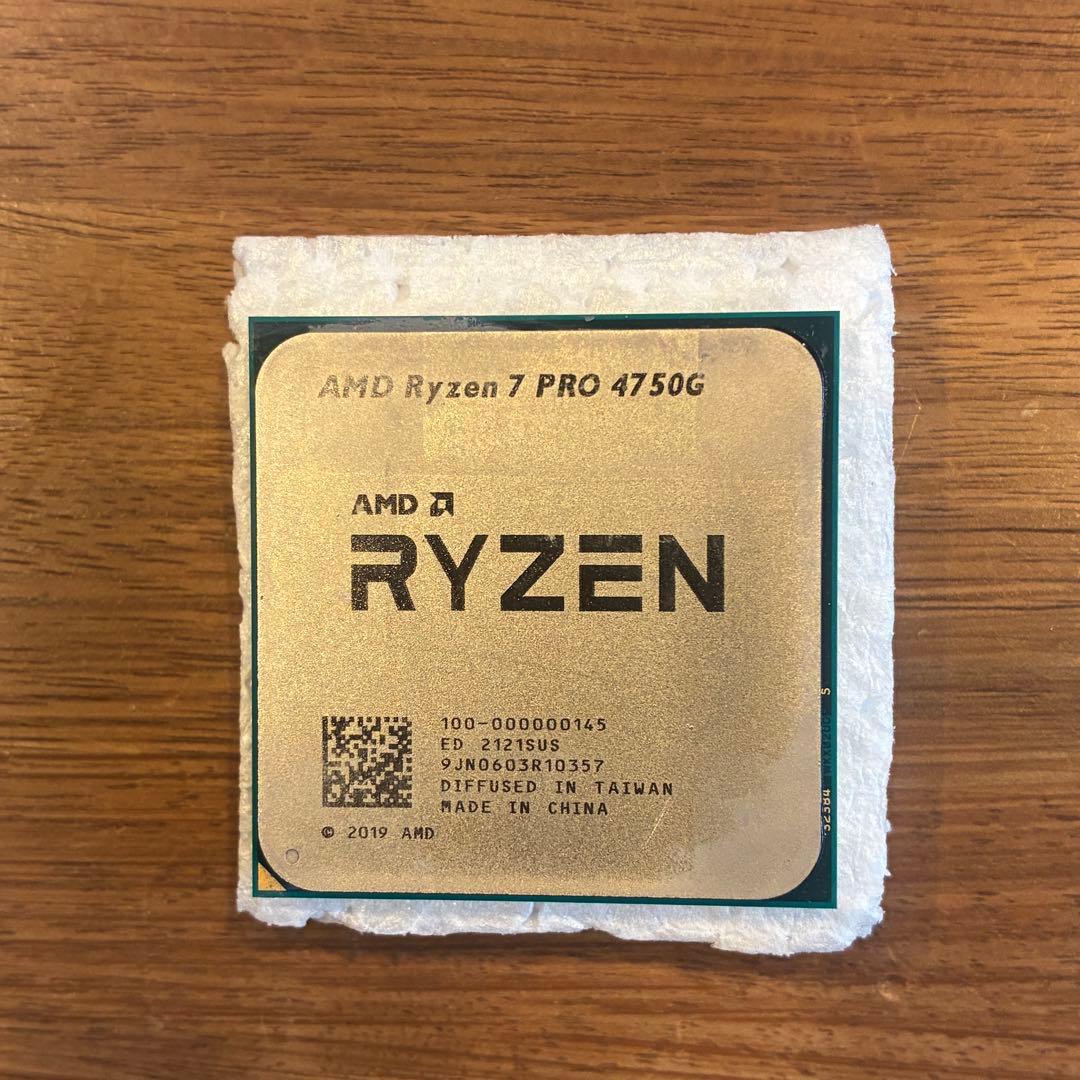 AMD Ryzen 7 PRO 4750G
AMD
RYZEN
100-000000145
ED 2121SUS
9JN0603R10357
DIFFUSED IN TAIWAN
MADE IN CHINA
© 2019 AMD